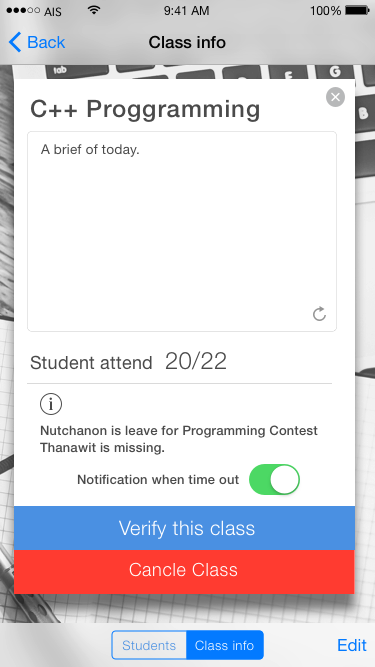 AIS 9:41 AM 100%
Back Class info
tab
G
C++ Proggramming
A brief of today.
Student attend 20/22
Nutchanon is leave for Programming Contest
Thanawit is missing.
Notification when time out
Verify this class
Cancle Class
Students Class info Edit